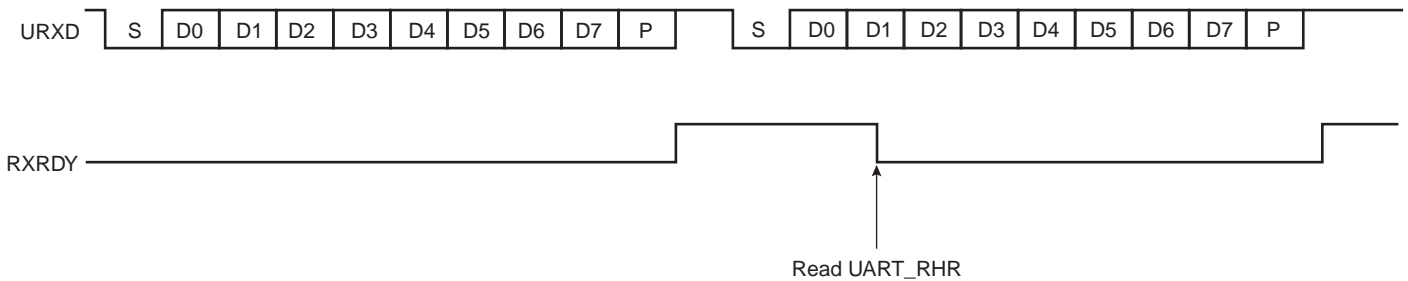 URXD S D0 D1 D2 D3 D4 D5 D6 D7 P S D0 D1 D2 D3 D4 D5 D6 D7 P
RXRDY
Read UART_RHR